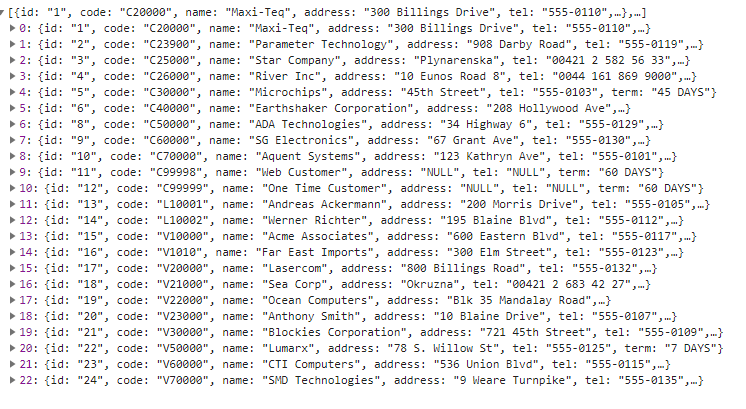 [{id: "1", code: "C20000", name: "Maxi-Teq", address: "300 Billings Drive", tel: "555-0110",…},…]
0: {id: "1", code: "C20000", name: "Maxi-Teq", address: "300 Billings Drive", tel: "555-0110",…}
1: {id: "2", code: "C23900", name: "Parameter Technology", address: "908 Darby Road", tel: "555-0119",…}
2: {id: "3", code: "C25000", name: "Star Company", address: "Plynarenska", tel: "00421 2 582 56 33",…}
3: {id: "4", code: "C26000", name: "River Inc", address: "10 Eunos Road 8", tel: "0044 161 869 9000",…}
4: {id: "5", code: "C30000", name: "Microchips", address: "45th Street", tel: "555-0103", term: "45 DAYS"}
5: {id: "6", code: "C40000", name: "Earthshaker Corporation", address: "208 Hollywood Ave",…}
6: {id: "8", code: "C50000", name: "ADA Technologies", address: "34 Highway 6", tel: "555-0129",…}
7: {id: "9", code: "C60000", name: "SG Electronics", address: "67 Grant Ave", tel: "555-0130",…}
8: {id: "10", code: "C70000", name: "Aquent Systems", address: "123 Kathryn Ave", tel: "555-0101",…}
9: {id: "11", code: "C99998", name: "Web Customer", address: "NULL", tel: "NULL", term: "60 DAYS"}
10: {id: "12", code: "C99999", name: "One Time Customer", address: "NULL", tel: "NULL", term: "60 DAYS"}
11: {id: "13", code: "L10001", name: "Andreas Ackermann", address: "200 Morris Drive", tel: "555-0105",…}
12: {id: "14", code: "L10002", name: "Werner Richter", address: "195 Blaine Blvd", tel: "555-0112",…}
13: {id: "15", code: "V10000", name: "Acme Associates", address: "600 Eastern Blvd", tel: "555-0117",…}
14: {id: "16", code: "V1010", name: "Far East Imports", address: "300 Elm Street", tel: "555-0123",…}
15: {id: "17", code: "V20000", name: "Lasercom", address: "800 Billings Road", tel: "555-0132",…}
16: {id: "18", code: "V21000", name: "Sea Corp", address: "Okruzna", tel: "00421 2 683 42 27",…}
17: {id: "19", code: "V22000", name: "Ocean Computers", address: "Blk 35 Mandalay Road",…}
18: {id: "20", code: "V23000", name: "Anthony Smith", address: "10 Blaine Drive", tel: "555-0107",…}
19: {id: "21", code: "V30000", name: "Blockies Corporation", address: "721 45th Street", tel: "555-0109",…}
20: {id: "22", code: "V50000", name: "Lumarx", address: "78 S. Willow St", tel: "555-0125", term: "7 DAYS"}
21: {id: "23", code: "V60000", name: "CTI Computers", address: "536 Union Blvd", tel: "555-0115",…}
22: {id: "24", code: "V70000", name: "SMD Technologies", address: "9 Weare Turnpike", tel: "555-0135",…}